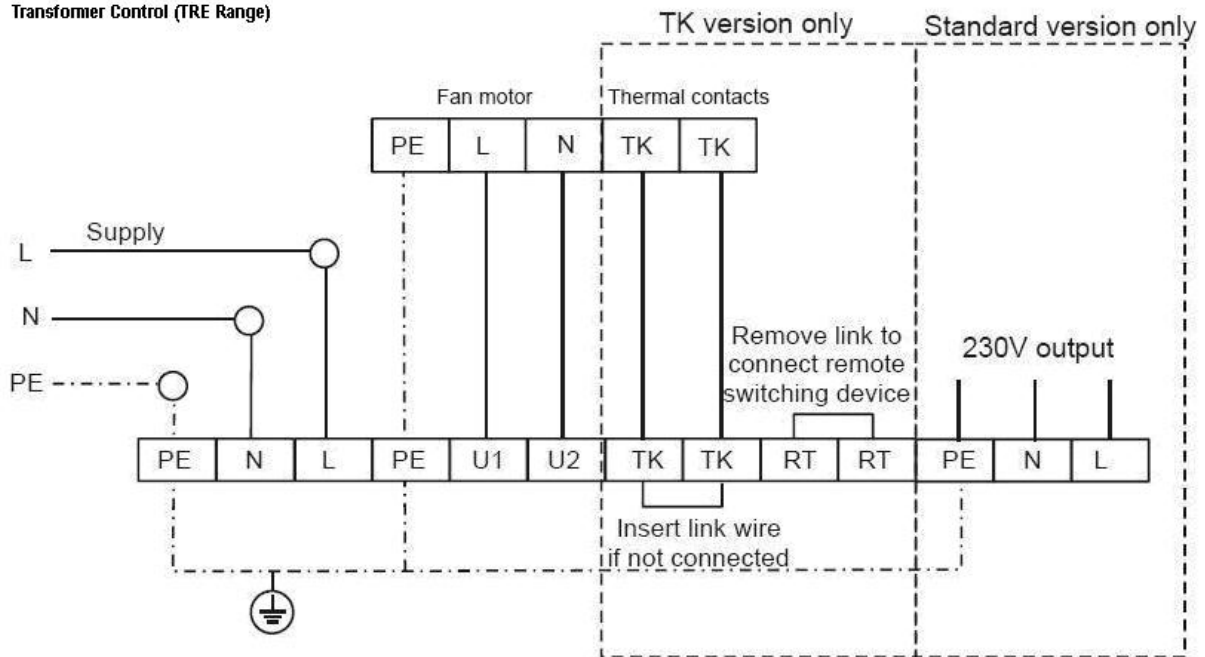 Transformer Control (TRE Range)
TK version only
Standard version only
Fan motor
Thermal contacts
PE L N TK TK
Supply
L
N
PE
Remove link to
connect remote
switching device
230V output
PE N L PE U1 U2 TK TK RT RT PE N L
Insert link wire
if not connected